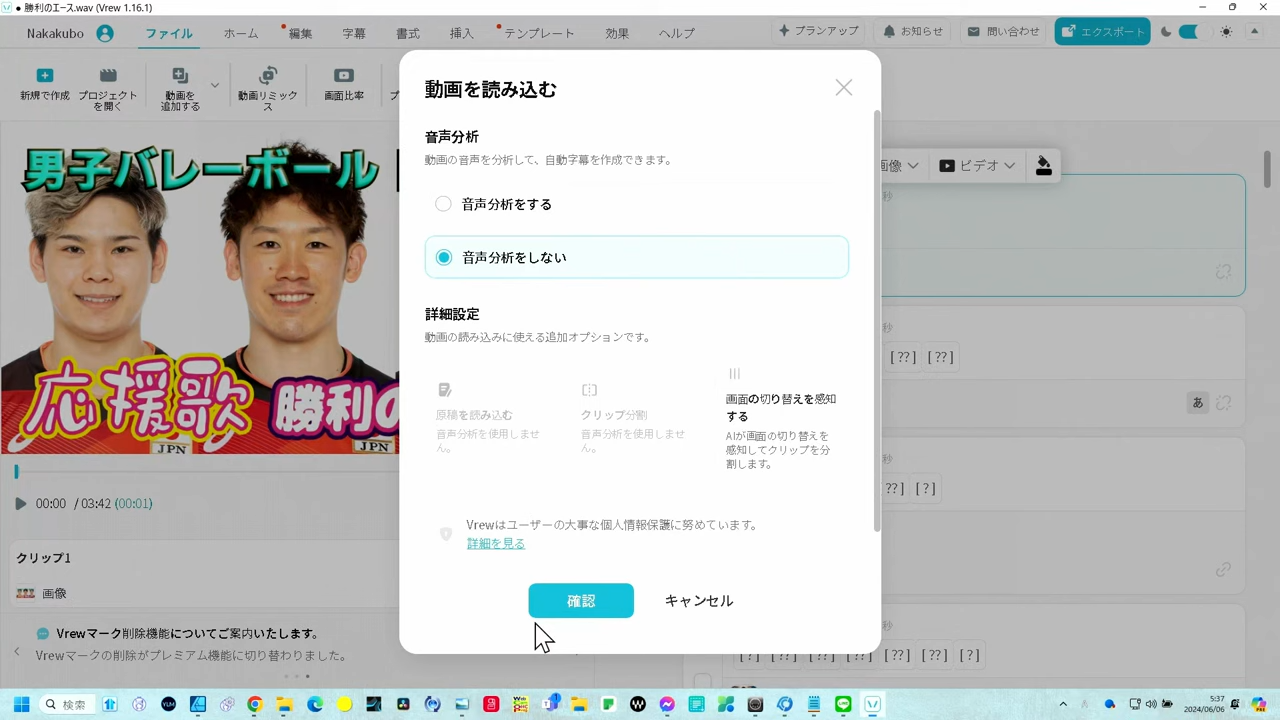 ● 勝利のエース.wav (Vrew 1.16.1)
Nakakubo ファイル ホーム 編集 字幕 書式 挿入 テンプレート 効果 ヘルプ プランアップ お知らせ 問い合わせ エクスポート
新規で作成 プロジェクトを開く 動画を追加する 動画リミックス 画面比率
動画を読み込む
音声分析
動画の音声を分析して、自動字幕を作成できます。
音声分析をする
音声分析をしない
詳細設定
動画の読み込みに使える追加オプションです。
原稿を読み込む
音声分析を使用しません。
クリップ分割
音声分析を使用しません。
画面の切り替えを感知する
AIが画面の切り替えを感知してクリップを分割します。
Vrewはユーザーの大事な個人情報保護に努めています。
詳細を見る
確認 キャンセル
男子バレーボール
応援歌 勝利の
JPN JPN
00:00 / 03:42 (00:01)
クリップ1
画像
Vrewマーク削除機能についてご案内いたします。
Vrewマークの削除がプレミアム機能に切り替わりました。
画像 ビデオ
秒
秒
[??] [??]
あ
秒
??] [?]
秒
[?] [??] [??] [??] [??] [??] [?]
検索
5:37
2024/06/06